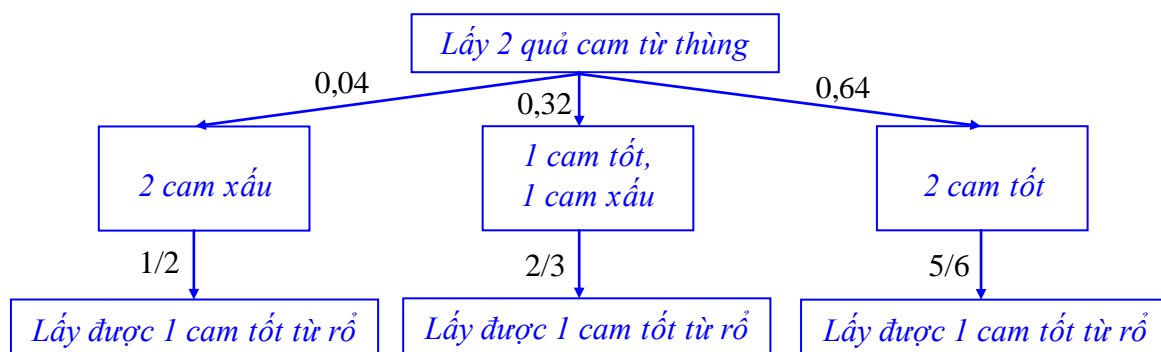 Lấy 2 quả cam từ thùng
0,04
0,32
0,64
2 cam xấu
1 cam tốt,
1 cam xấu
2 cam tốt
1/2
2/3
5/6
Lấy được 1 cam tốt từ rổ
Lấy được 1 cam tốt từ rổ
Lấy được 1 cam tốt từ rổ